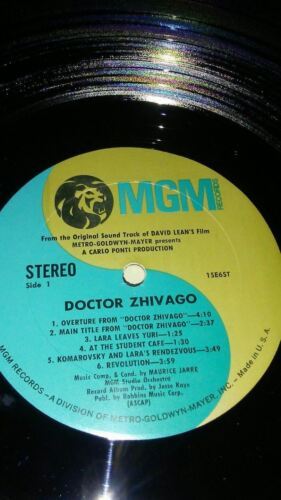 MGM
RECORDS
From the Original Sound Track of DAVID LEAN'S Film
METRO-GOLDWYN-MAYER presents
A CARLO PONTI PRODUCTION
STEREO
Side 1
1SE6ST
DOCTOR ZHIVAGO
1. OVERTURE FROM "DOCTOR ZHIVAGO"—4:10
2. MAIN TITLE FROM "DOCTOR ZHIVAGO"—2:37
3. LARA LEAVES YURI—1:25
4. AT THE STUDENT CAFE—1:30
5. KOMAROVSKY AND LARA'S RENDEZVOUS—3:49
6. REVOLUTION—3:59
Music Comp. & Cond. by MAURICE JARRE
MGM Studio Orchestra
Record Album Prod. by Jesse Kaye
Publ. by Robbins Music Corp.
(ASCAP)
MGM RECORDS—A DIVISION OF METRO-GOLDWYN-MAYER, INC.—Made in U.S.A.